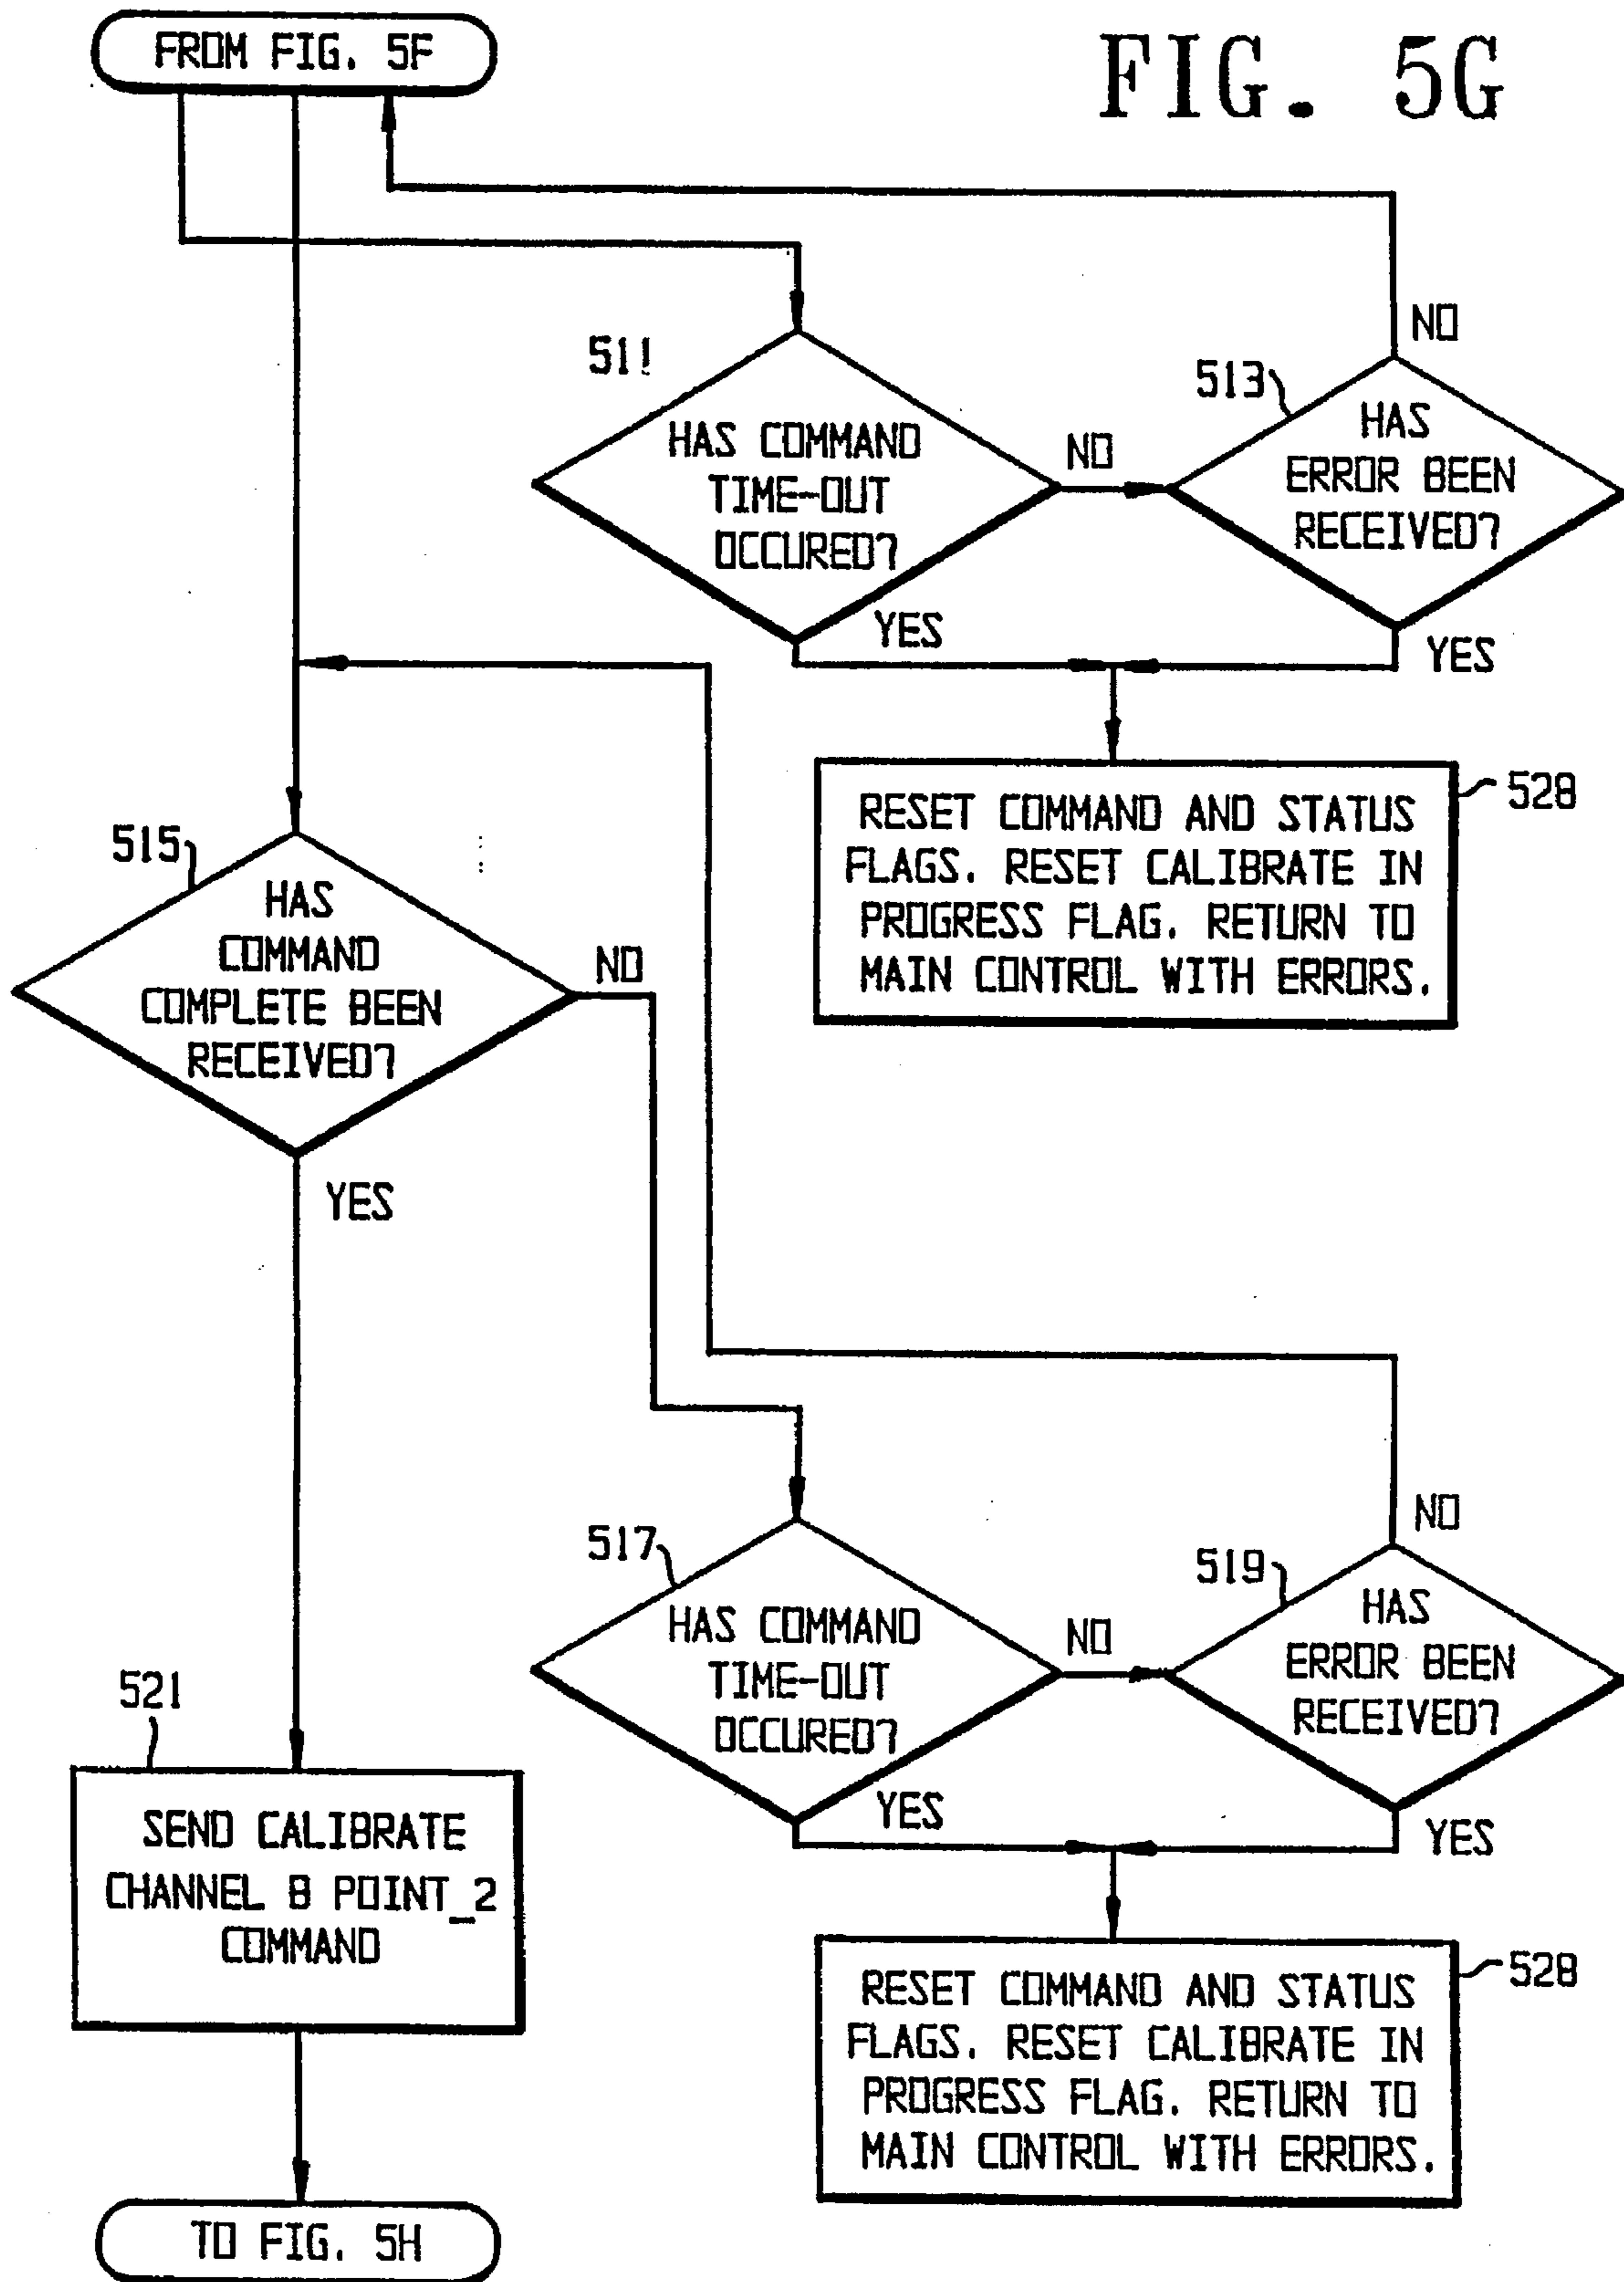 FROM FIG. 5F
FIG. 5G
511
HAS COMMAND
TIME-OUT
OCCURED?
NO
YES
513
HAS
ERROR BEEN
RECEIVED?
NO
YES
528
RESET COMMAND AND STATUS
FLAGS. RESET CALIBRATE IN
PROGRESS FLAG. RETURN TO
MAIN CONTROL WITH ERRORS.
515
HAS
COMMAND
COMPLETE BEEN
RECEIVED?
NO
YES
517
HAS COMMAND
TIME-OUT
OCCURED?
NO
YES
519
HAS
ERROR BEEN
RECEIVED?
NO
YES
521
SEND CALIBRATE
CHANNEL B POINT_2
COMMAND
528
RESET COMMAND AND STATUS
FLAGS. RESET CALIBRATE IN
PROGRESS FLAG. RETURN TO
MAIN CONTROL WITH ERRORS.
TO FIG. 5H